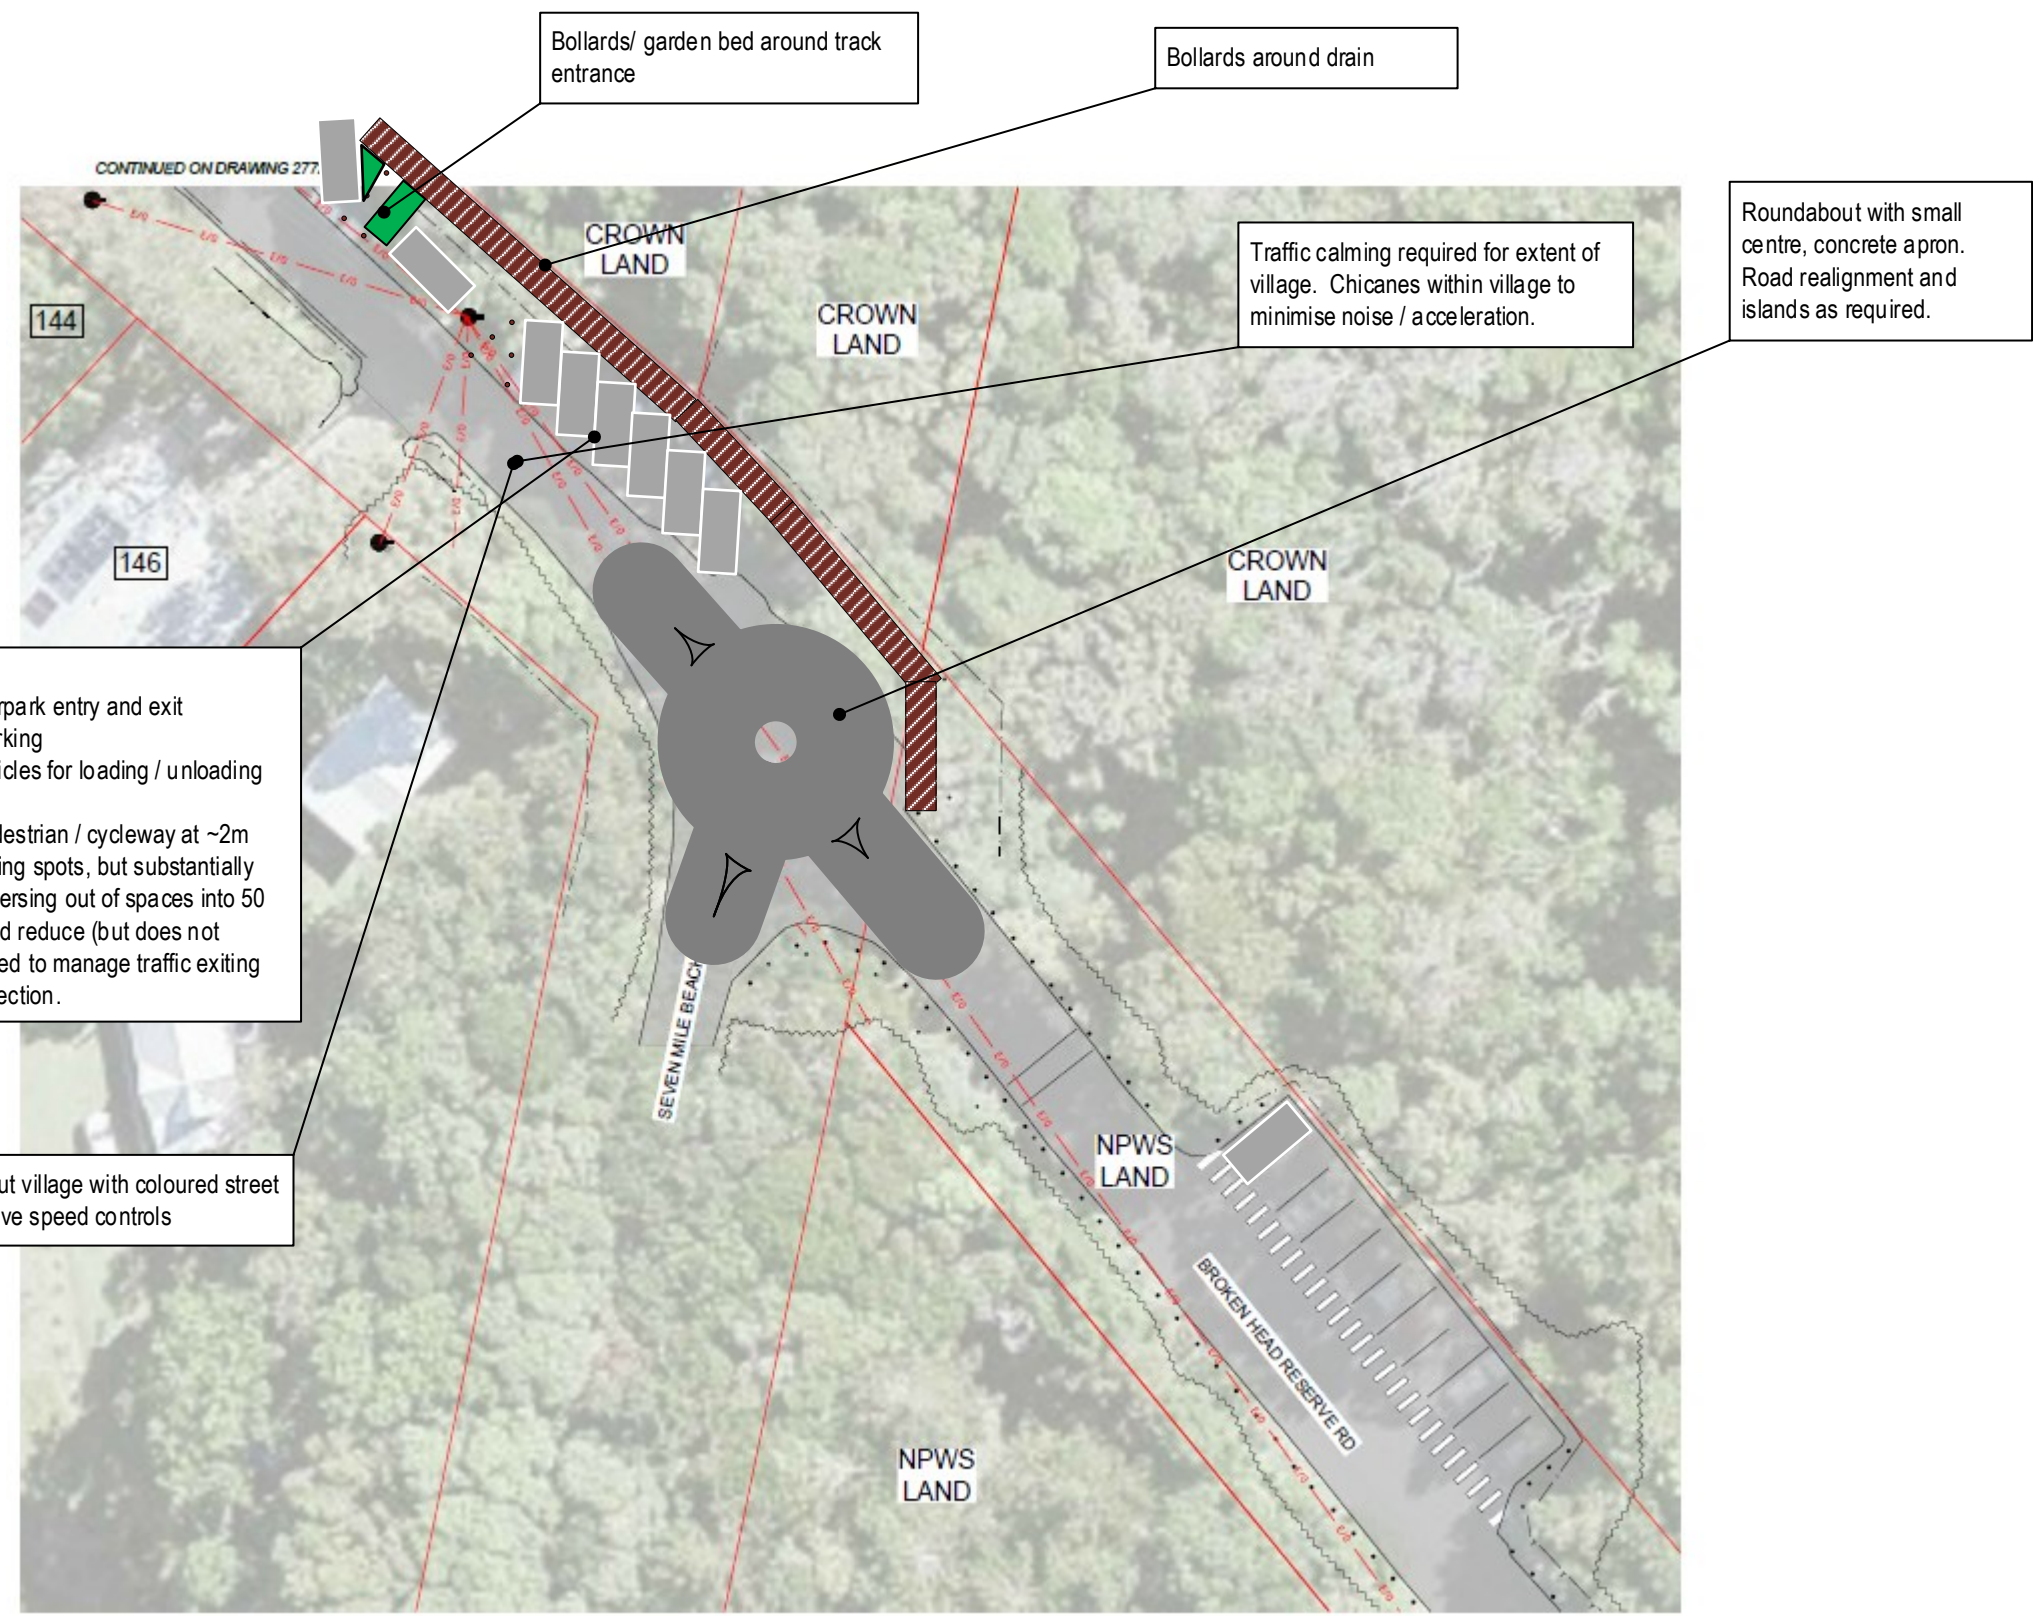 Bollards/ garden bed around track
entrance
Bollards around drain
CONTINUED ON DRAWING 277
Roundabout with small
centre, concrete apron.
Road realignment and
islands as required.
Traffic calming required for extent of
village. Chicanes within village to
minimise noise / acceleration.
CROWN
LAND
CROWN
LAND
144
CROWN
LAND
146
rpark entry and exit
rking
icles for loading / unloading
lestrian / cycleway at ~2m
ing spots, but substantially
ersing out of spaces into 50
d reduce (but does not
ed to manage traffic exiting
ection.
SEVEN MILE BEACH
NPWS
LAND
ut village with coloured street
ve speed controls
BROKEN HEAD RESERVE RD
NPWS
LAND